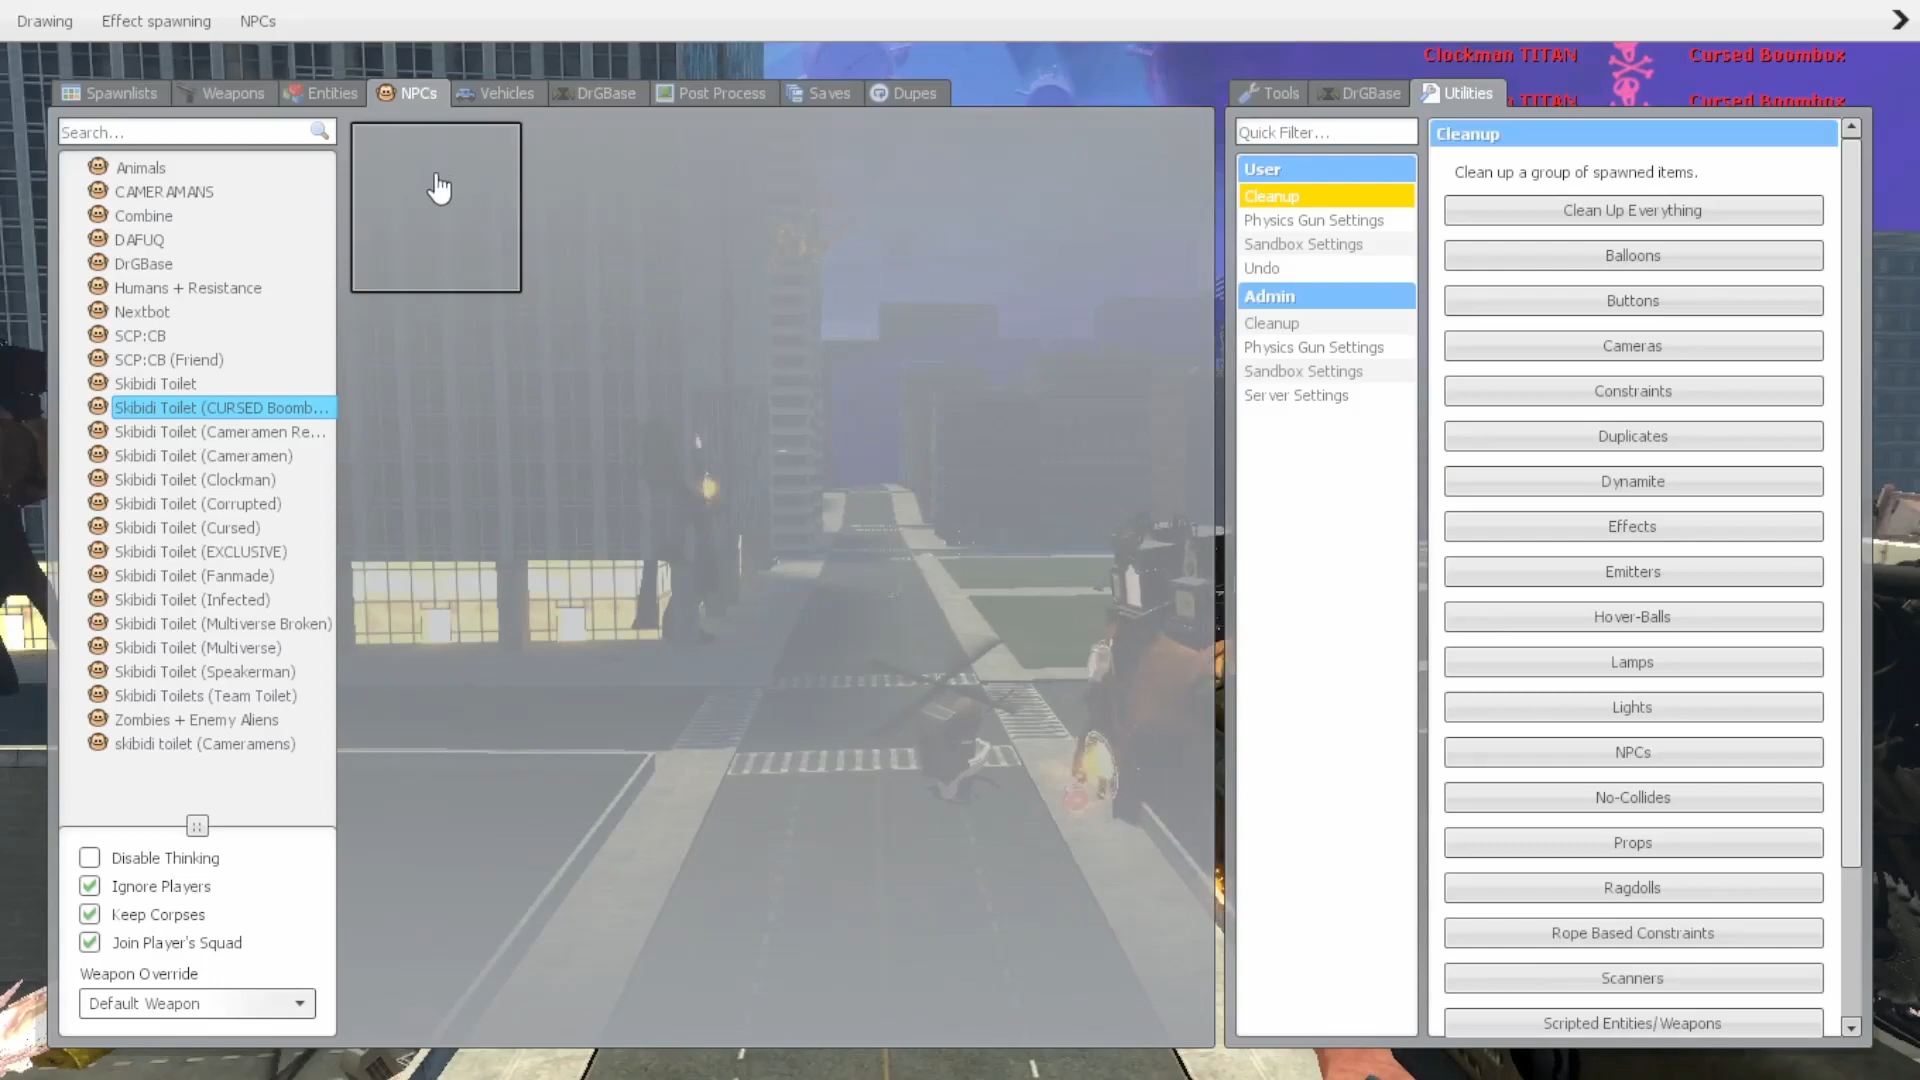 Drawing Effect spawning NPCs
Clockman TITAN Cursed Boombox
TITAN Cursed Boombox
Spawnlists Weapons Entities NPCs Vehicles DrGBase Post Process Saves Dupes
Search...
Animals
CAMERAMANS
Combine
DAFUQ
DrGBase
Humans + Resistance
Nextbot
SCP:CB
SCP:CB (Friend)
Skibidi Toilet
Skibidi Toilet (CURSED Boomb...
Skibidi Toilet (Cameramen Re...
Skibidi Toilet (Cameramen)
Skibidi Toilet (Clockman)
Skibidi Toilet (Corrupted)
Skibidi Toilet (Cursed)
Skibidi Toilet (EXCLUSIVE)
Skibidi Toilet (Fanmade)
Skibidi Toilet (Infected)
Skibidi Toilet (Multiverse Broken)
Skibidi Toilet (Multiverse)
Skibidi Toilet (Speakerman)
Skibidi Toilets (Team Toilet)
Zombies + Enemy Aliens
skibidi toilet (Cameramens)
Disable Thinking
Ignore Players
Keep Corpses
Join Player's Squad
Weapon Override
Default Weapon
Tools DrGBase Utilities
Quick Filter...
User
Cleanup
Physics Gun Settings
Sandbox Settings
Undo
Admin
Cleanup
Physics Gun Settings
Sandbox Settings
Server Settings
Cleanup
Clean up a group of spawned items.
Clean Up Everything
Balloons
Buttons
Cameras
Constraints
Duplicates
Dynamite
Effects
Emitters
Hover-Balls
Lamps
Lights
NPCs
No-Collides
Props
Ragdolls
Rope Based Constraints
Scanners
Scripted Entities/Weapons